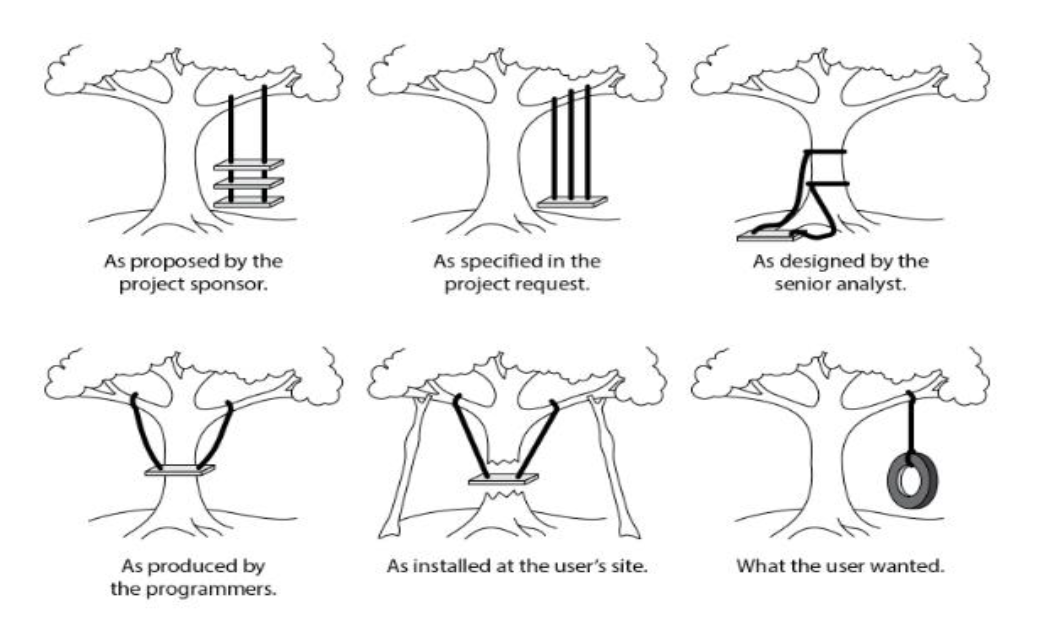 As proposed by the
project sponsor.
As specified in the
project request.
As designed by the
senior analyst.
As produced by
the programmers.
As installed at the user's site.
What the user wanted.